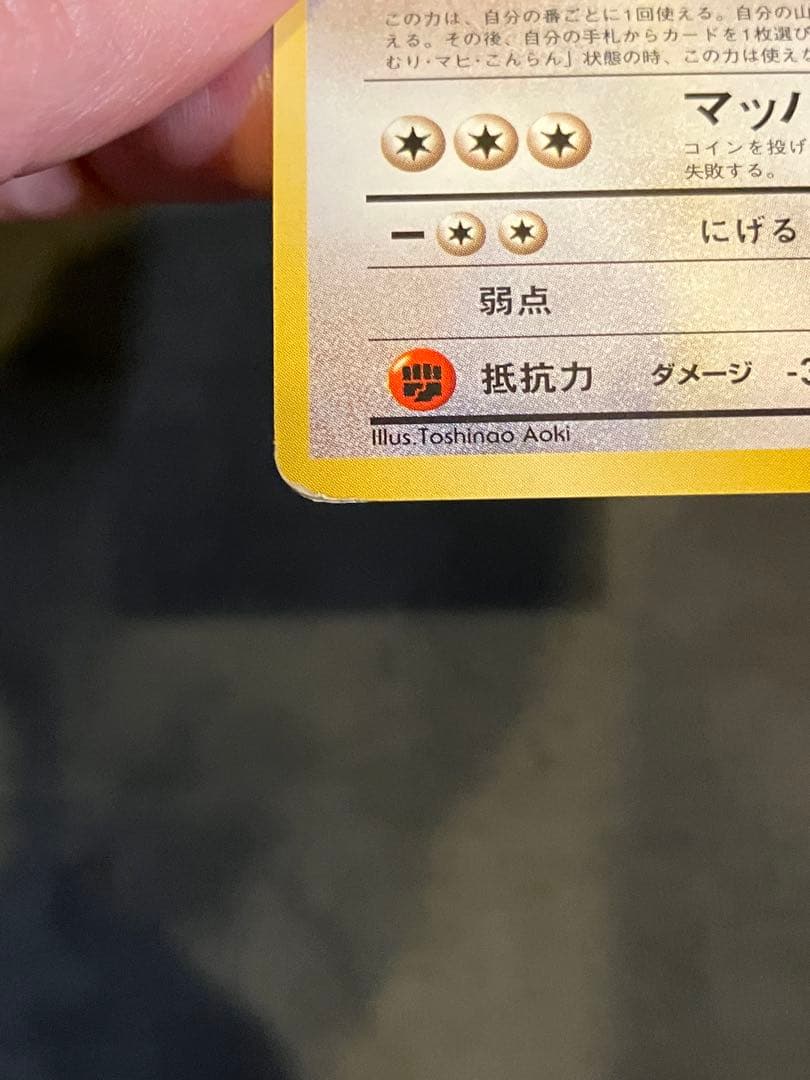 この力は、自分の番ごとに1回使える。自分の山
える。その後、自分の手札からカードを1枚選び
むり・マヒ・こんらん」状態の時、この力は使えな
マッハ
コインを投げ
失敗する。
にげる
弱点
抵抗力 ダメージ -3
Illus.Toshinao Aoki